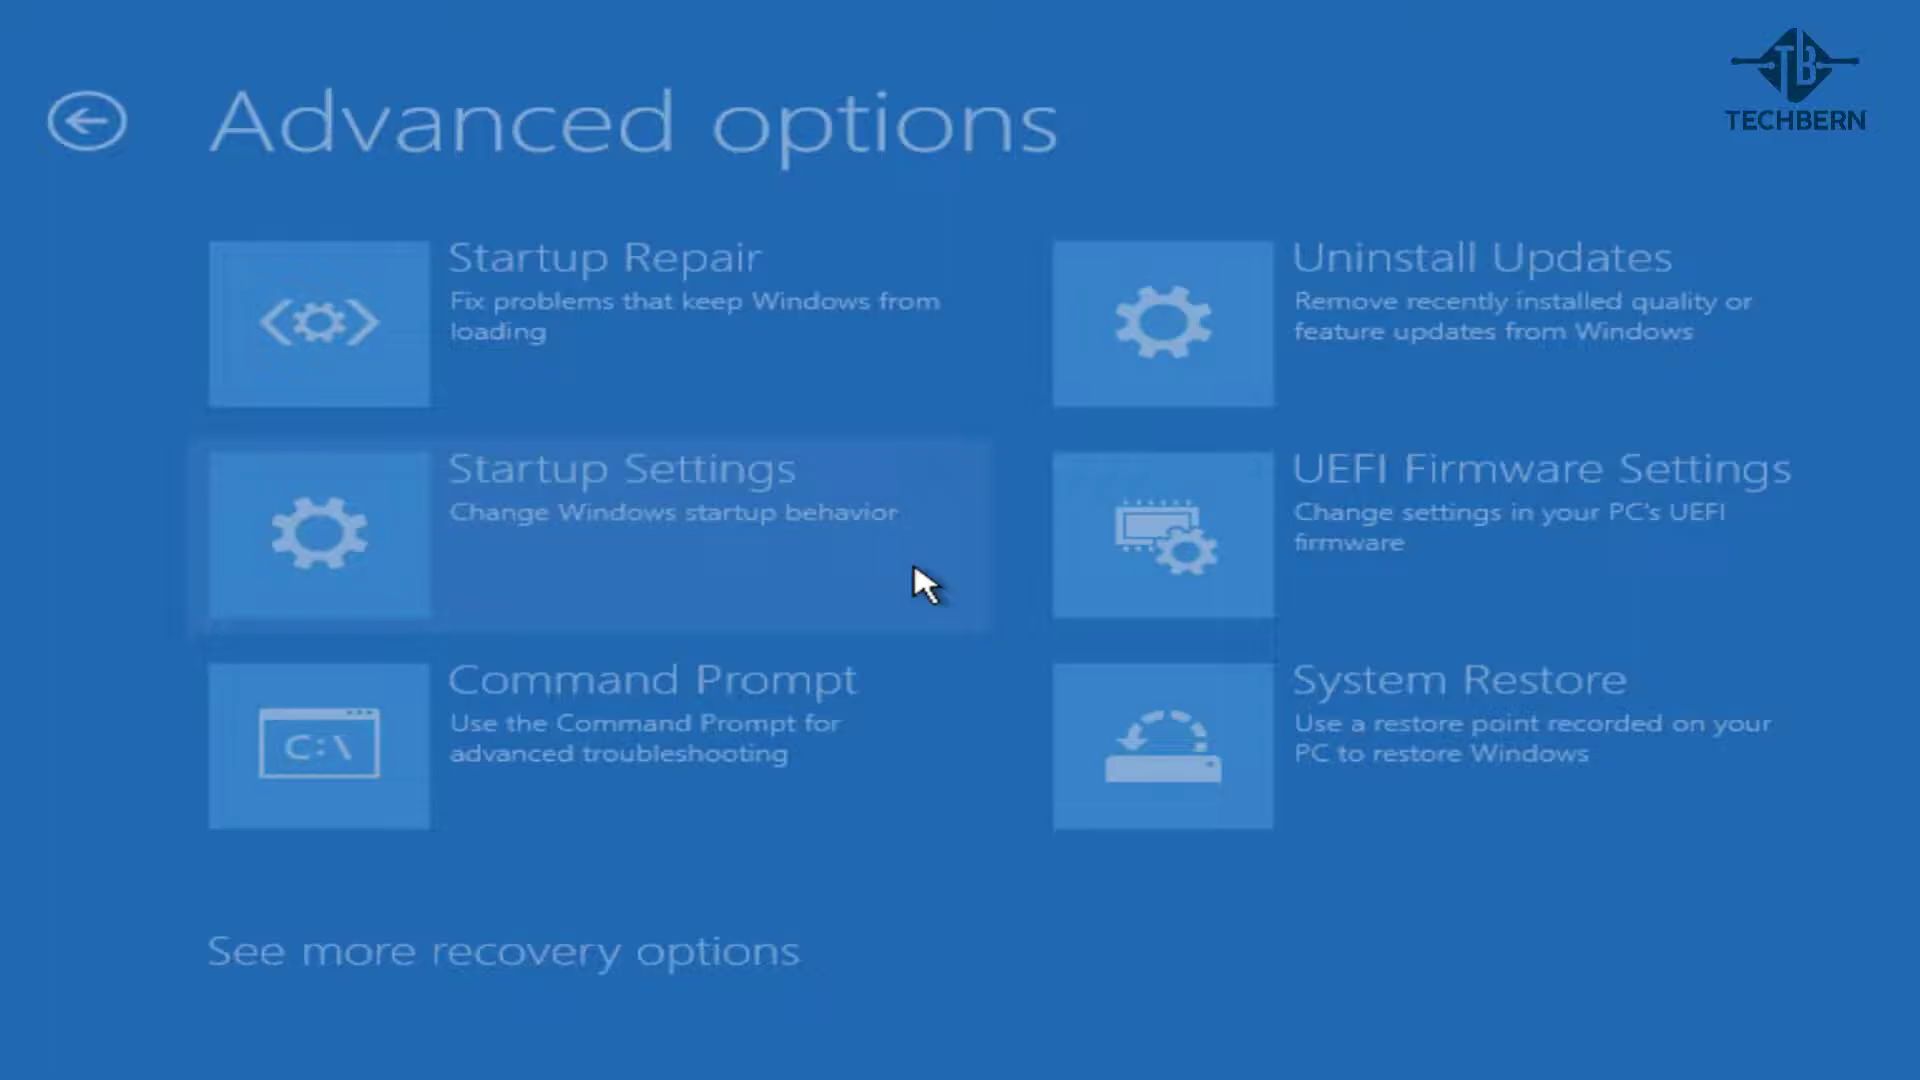 TB
TECHBERN
Advanced options
Startup Repair
Fix problems that keep Windows from
loading
Uninstall Updates
Remove recently installed quality or
feature updates from Windows
Startup Settings
Change Windows startup behavior
UEFI Firmware Settings
Change settings in your PC's UEFI
firmware
C:\
Command Prompt
Use the Command Prompt for
advanced troubleshooting
System Restore
Use a restore point recorded on your
PC to restore Windows
See more recovery options